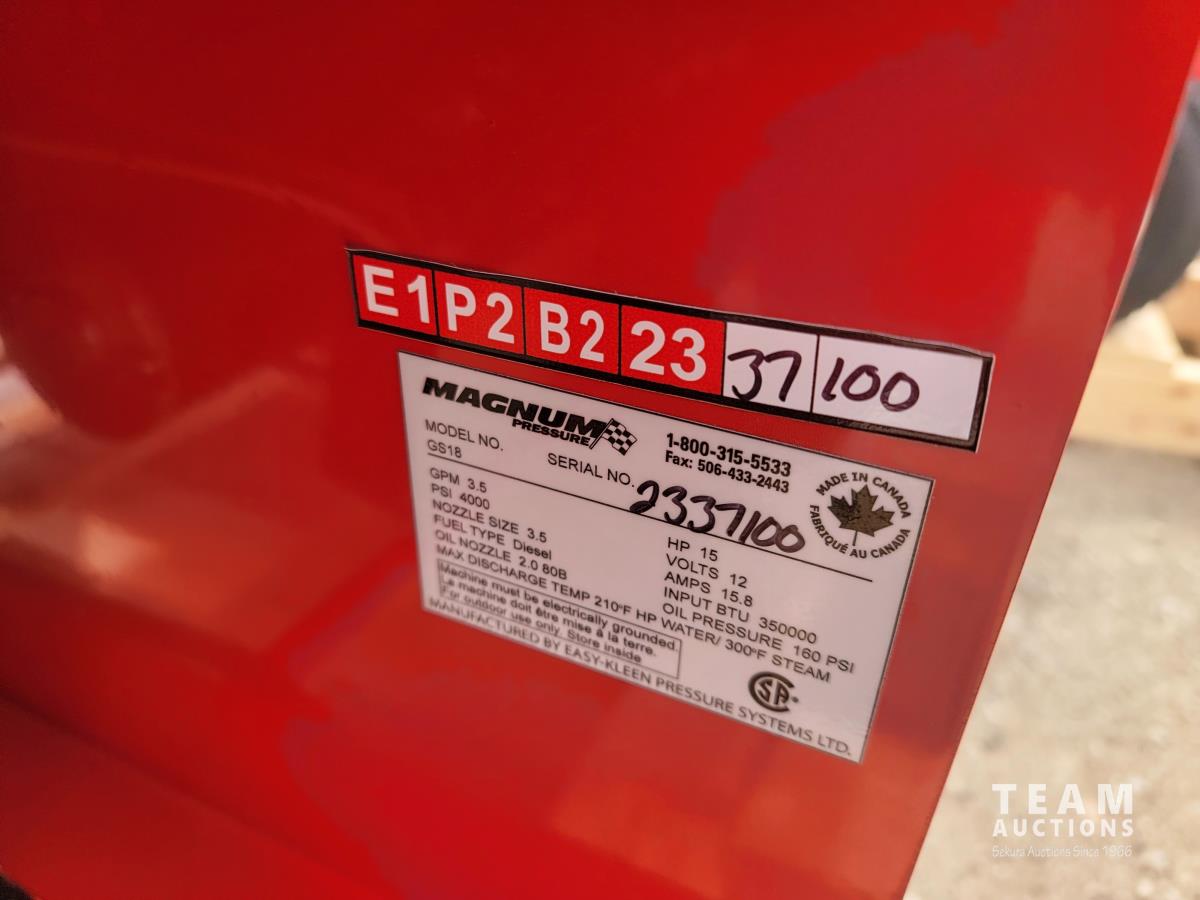 E1 P2 B2 23 37 100
MAGNUM
PRESSURE
1-800-315-5533
Fax: 506-433-2443
MODEL NO.
GS18
SERIAL NO. 2337100
MADE IN CANADA
FABRIQUÉ AU CANADA
GPM 3.5
PSI 4000
NOZZLE SIZE 3.5
FUEL TYPE Diesel
OIL NOZZLE 2.0 80B
HP 15
VOLTS 12
AMPS 15.8
INPUT BTU 350000
OIL PRESSURE 160 PSI
MAX DISCHARGE TEMP 210°F HP WATER/ 300°F STEAM
Machine must be electrically grounded.
La machine doit être mise à la terre.
For outdoor use only. Store inside
SA
MANUFACTURED BY EASY-KLEEN PRESSURE SYSTEMS LTD.
TEAM
AUCTIONS
Sekura Auctions Since 1966